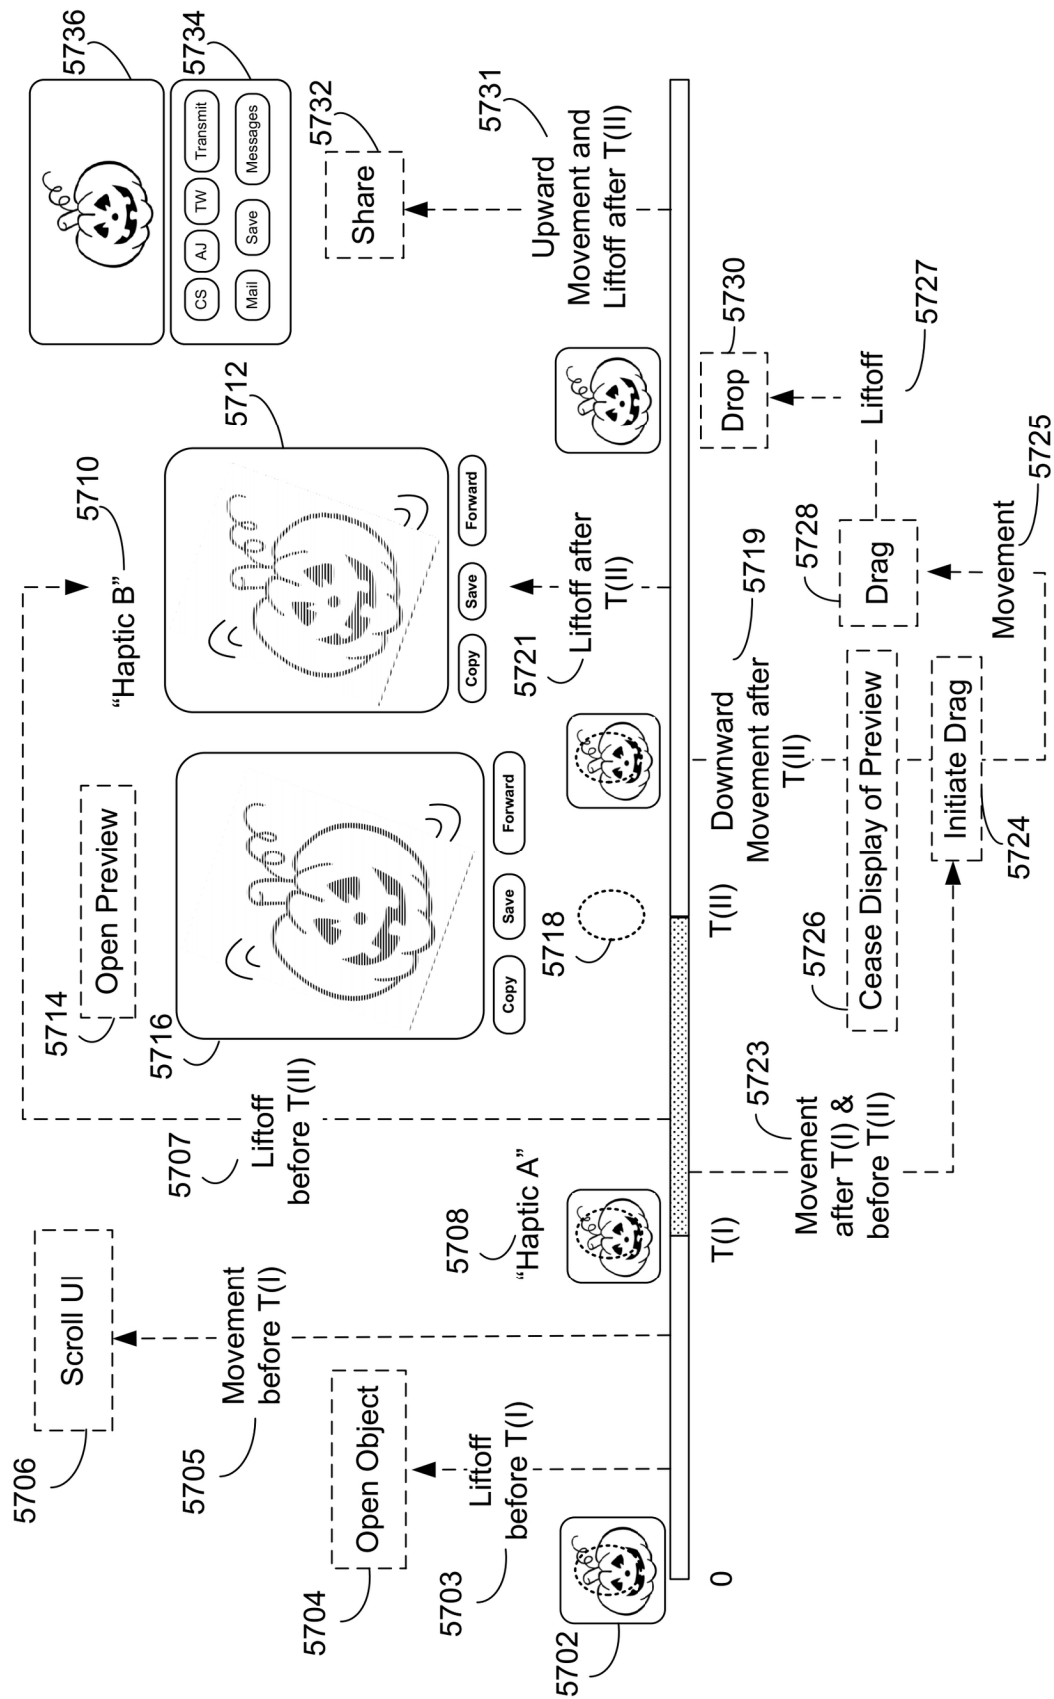 5706
Scroll UI
5705
Movement
before T(I)
5704
Open Object
5703
Liftoff
before T(I)
5702
0
5708
“Haptic A”
T(I)
5707
Liftoff
before T(II)
5714
Open Preview
5716
Copy
Save
Forward
5718
T(II)
5723
Movement
after T(I) &
before T(II)
5710
“Haptic B”
5712
Copy
Save
Forward
5721
Liftoff after
T(II)
5719
Downward
Movement after
T(II)
5726
Cease Display of Preview
Initiate Drag
5724
5728
Drag
Movement
5725
5736
5734
CS
AJ
TW
Transmit
Mail
Save
Messages
5732
Share
5731
Upward
Movement and
Liftoff after T(II)
5730
Drop
Liftoff
5727